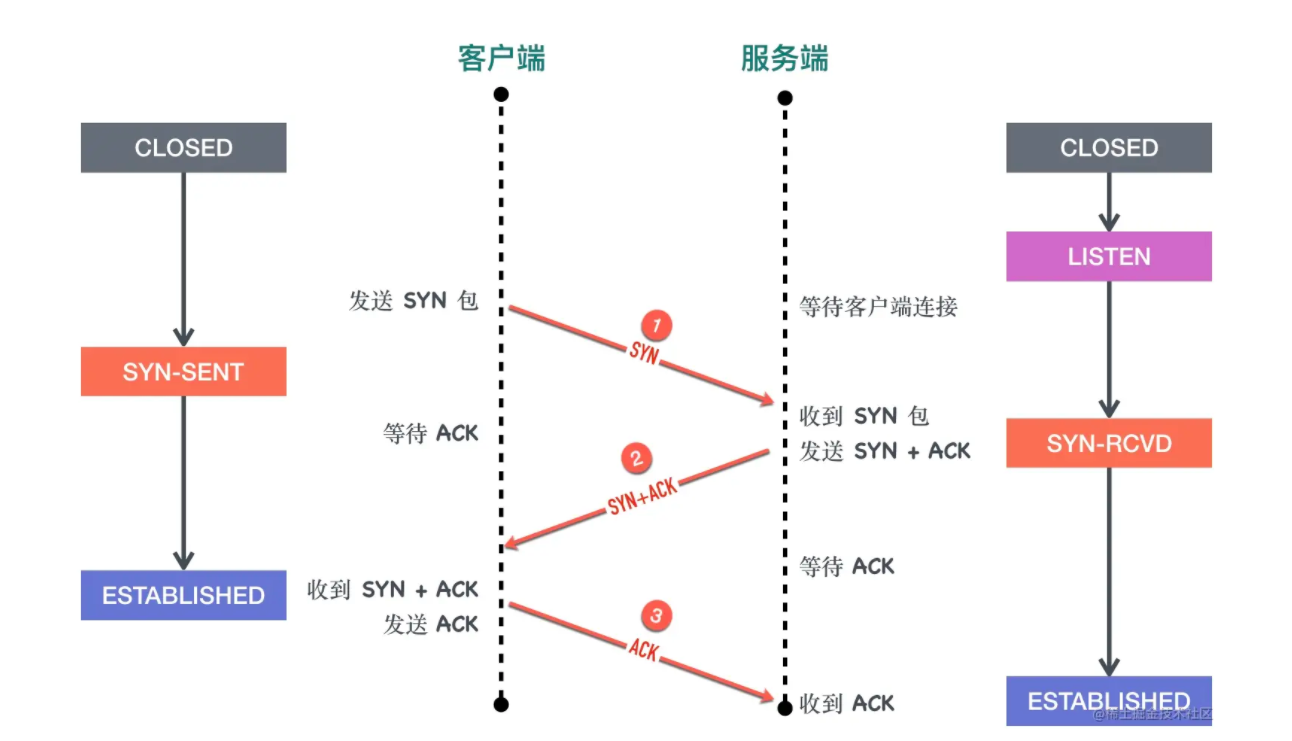 客户端
服务端
CLOSED
CLOSED
LISTEN
发送 SYN 包
等待客户端连接
1
SYN
SYN-SENT
收到 SYN 包
等待 ACK
发送 SYN + ACK
SYN-RCVD
2
SYN+ACK
等待 ACK
ESTABLISHED
收到 SYN + ACK
发送 ACK
3
ACK
收到 ACK
ESTABLISHED
@稀土掘金技术社区